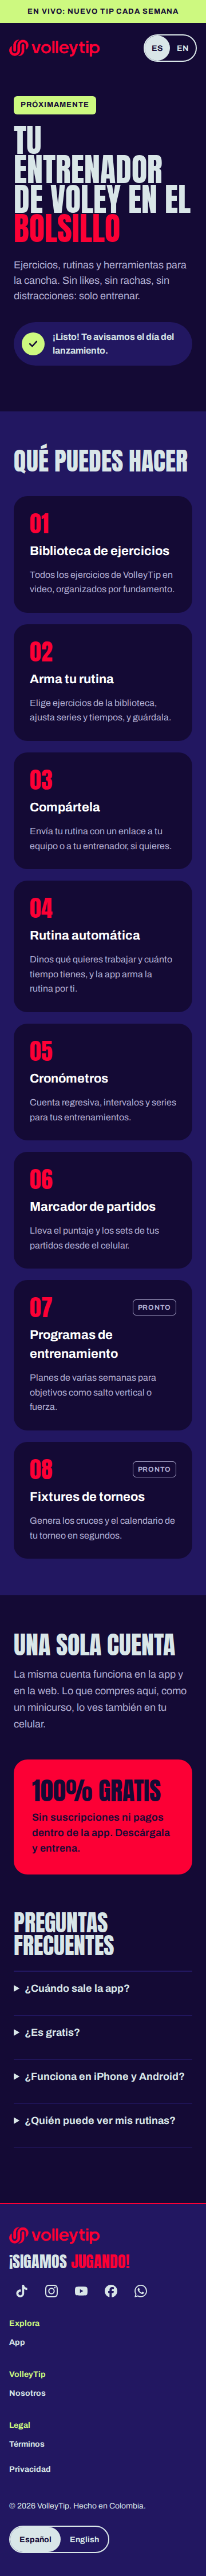 EN VIVO: NUEVO TIP CADA SEMANA
volleytip
ES EN
PRÓXIMAMENTE
TU
ENTRENADOR
DE VOLEY EN EL
BOLSILLO
Ejercicios, rutinas y herramientas para
la cancha. Sin likes, sin rachas, sin
distracciones: solo entrenar.
¡Listo! Te avisamos el día del
lanzamiento.
QUÉ PUEDES HACER
01
Biblioteca de ejercicios
Todos los ejercicios de VolleyTip en
video, organizados por fundamento.
02
Arma tu rutina
Elige ejercicios de la biblioteca,
ajusta series y tiempos, y guárdala.
03
Compártela
Envía tu rutina con un enlace a tu
equipo o a tu entrenador, si quieres.
04
Rutina automática
Dinos qué quieres trabajar y cuánto
tiempo tienes, y la app arma la
rutina por ti.
05
Cronómetros
Cuenta regresiva, intervalos y series
para tus entrenamientos.
06
Marcador de partidos
Lleva el puntaje y los sets de tus
partidos desde el celular.
07 PRONTO
Programas de
entrenamiento
Planes de varias semanas para
objetivos como salto vertical o
fuerza.
08 PRONTO
Fixtures de torneos
Genera los cruces y el calendario de
tu torneo en segundos.
UNA SOLA CUENTA
La misma cuenta funciona en la app y
en la web. Lo que compres aquí, como
un minicurso, lo ves también en tu
celular.
100% GRATIS
Sin suscripciones ni pagos
dentro de la app. Descárgala
y entrena.
PREGUNTAS
FRECUENTES
¿Cuándo sale la app?
¿Es gratis?
¿Funciona en iPhone y Android?
¿Quién puede ver mis rutinas?
volleytip
¡SIGAMOS JUGANDO!
Explora
App
VolleyTip
Nosotros
Legal
Términos
Privacidad
© 2026 VolleyTip. Hecho en Colombia.
Español English